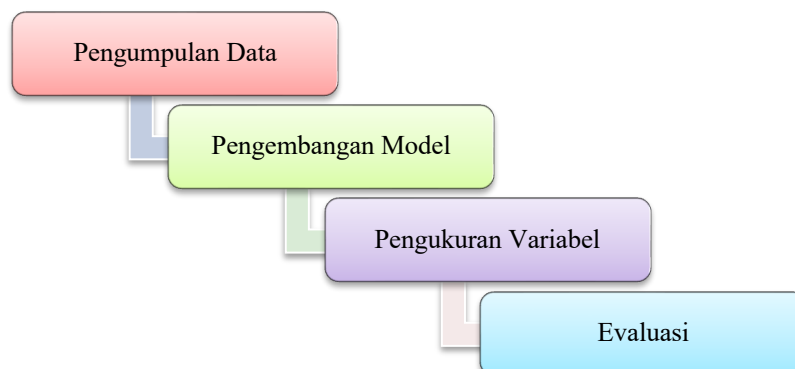 Pengumpulan Data
Pengembangan Model
Pengukuran Variabel
Evaluasi